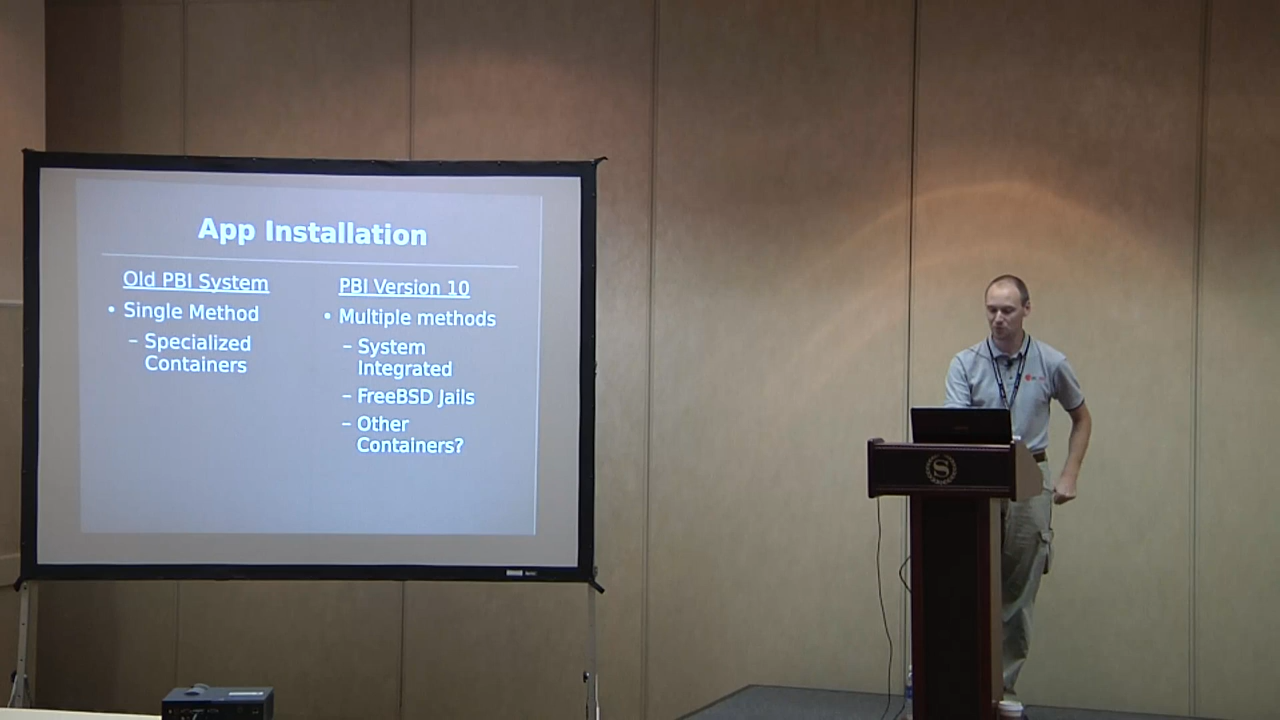 App Installation
Old PBI System
• Single Method
– Specialized
Containers
PBI Version 10
• Multiple methods
– System
Integrated
– FreeBSD Jails
– Other
Containers?
S